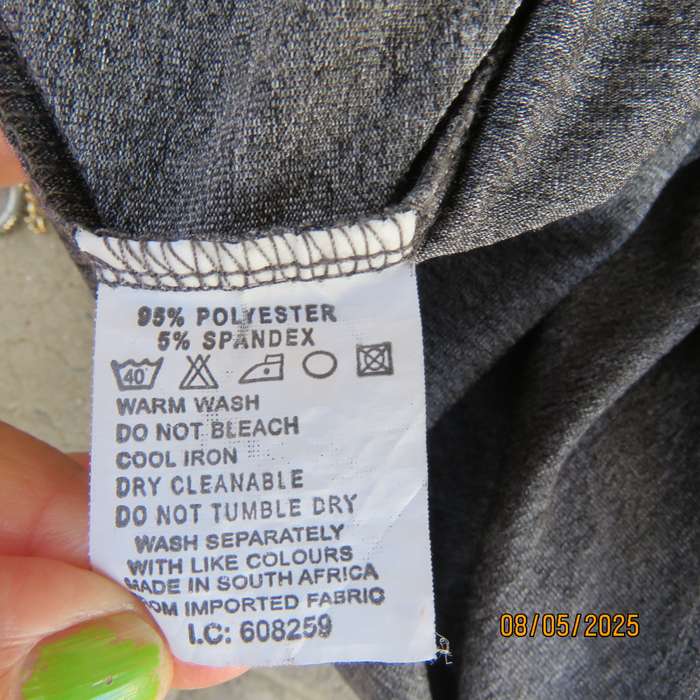 95% POLYESTER
5% SPANDEX
40
WARM WASH
DO NOT BLEACH
COOL IRON
DRY CLEANABLE
DO NOT TUMBLE DRY
WASH SEPARATELY
WITH LIKE COLOURS
MADE IN SOUTH AFRICA
FROM IMPORTED FABRIC
I.C: 608259
08/05/2025